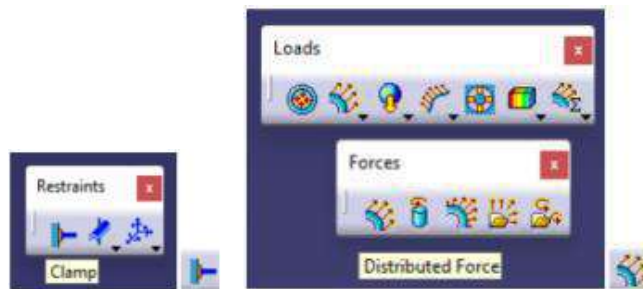 Restraints
Clamp
Loads
Forces
Distributed Force